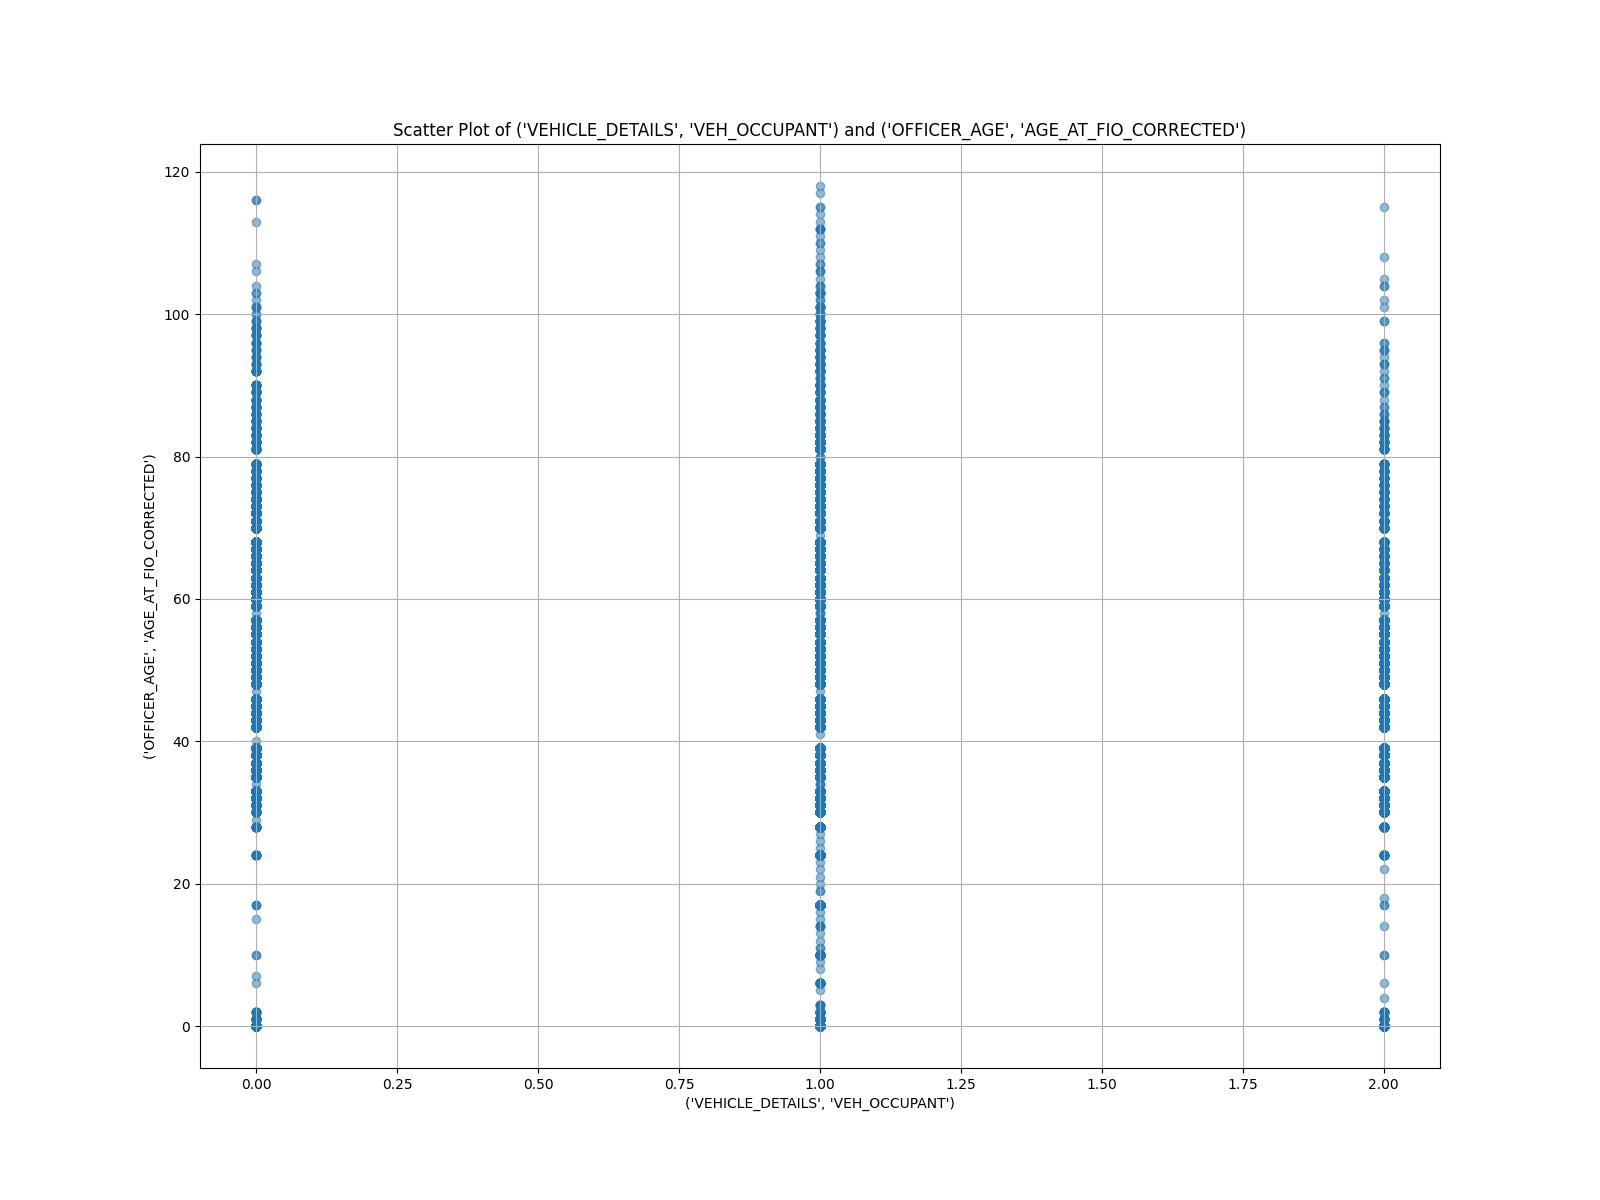 Scatter Plot of ('VEHICLE_DETAILS', 'VEH_OCCUPANT') and ('OFFICER_AGE', 'AGE_AT_FIO_CORRECTED')
('OFFICER_AGE', 'AGE_AT_FIO_CORRECTED')
120
100
80
60
40
20
0
0.00 0.25 0.50 0.75 1.00 1.25 1.50 1.75 2.00
('VEHICLE_DETAILS', 'VEH_OCCUPANT')